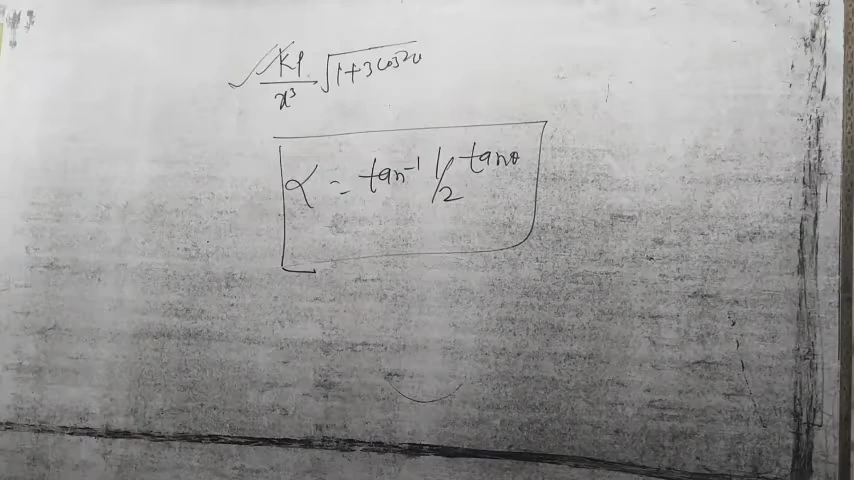 ✓ kp/x³ √1+3cos²θ
α = tan⁻¹ 1/2 tanθ